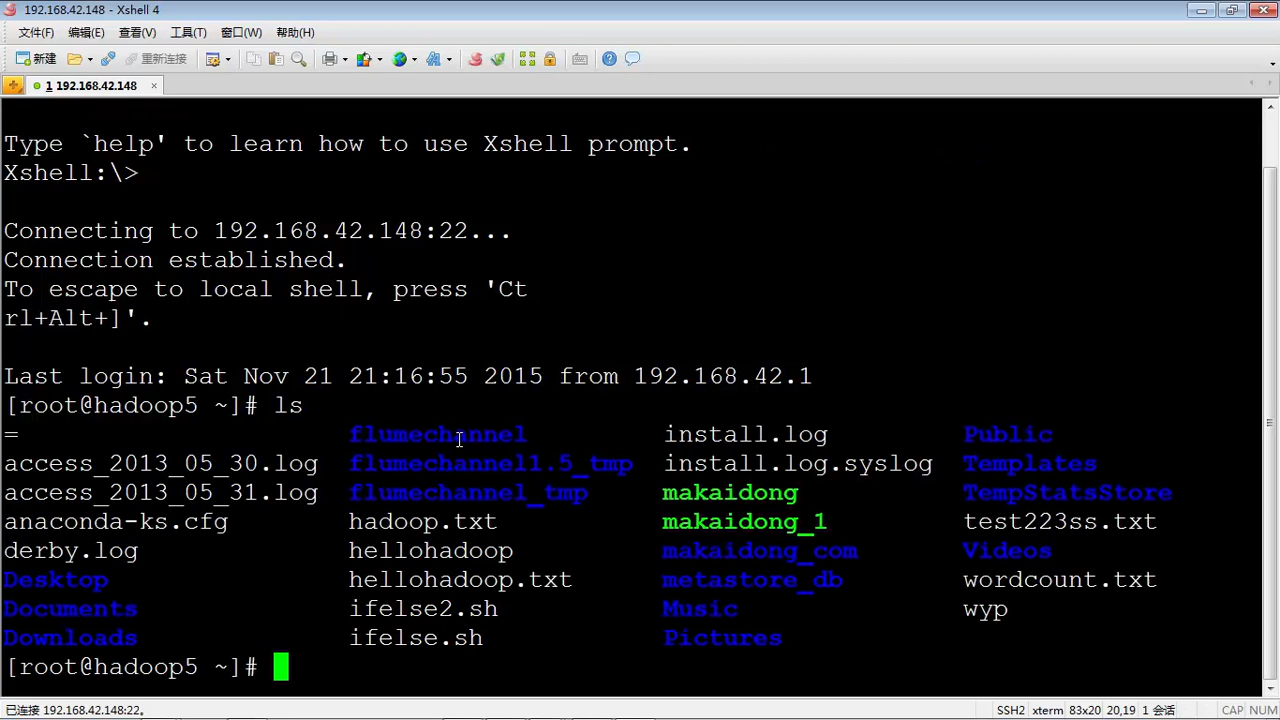 192.168.42.148 - Xshell 4
文件(F) 编辑(E) 查看(V) 工具(T) 窗口(W) 帮助(H)
新建 重新连接
1 192.168.42.148
Type `help' to learn how to use Xshell prompt.
Xshell:\>
Connecting to 192.168.42.148:22...
Connection established.
To escape to local shell, press 'Ct
rl+Alt+]'.
Last login: Sat Nov 21 21:16:55 2015 from 192.168.42.1
[root@hadoop5 ~]# ls
= flumechannel install.log Public
access_2013_05_30.log flumechannel1.5_tmp install.log.syslog Templates
access_2013_05_31.log flumechannel_tmp makaidong TempStatsStore
anaconda-ks.cfg hadoop.txt makaidong_1 test223ss.txt
derby.log hellohadoop makaidong_com Videos
Desktop hellohadoop.txt metastore_db wordcount.txt
Documents ifelse2.sh Music wyp
Downloads ifelse.sh Pictures
[root@hadoop5 ~]#
已连接 192.168.42.148:22。 SSH2 xterm 83x20 20,19 1 会话 CAP NUM